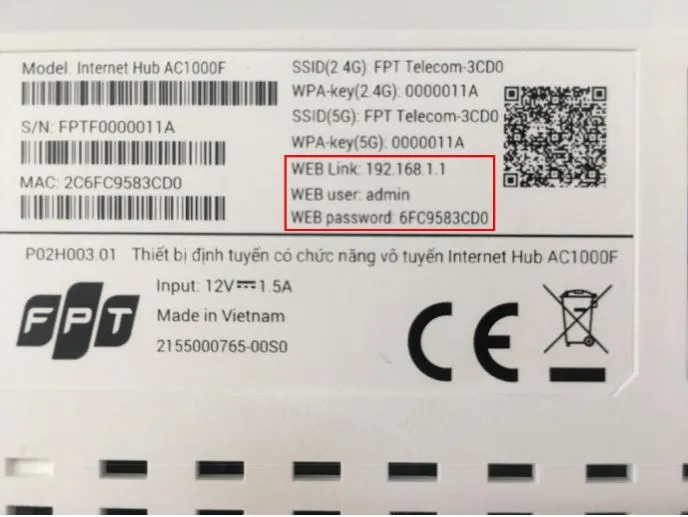 Model: Internet Hub AC1000F
S/N: FPTF0000011A
MAC: 2C6FC9583CD0
SSID(2 4G): FPT Telecom-3CD0
WPA-key(2.4G): 0000011A
SSID(5G): FPT Telecom-3CD0
WPA-key(5G): 0000011A
WEB Link: 192.168.1.1
WEB user: admin
WEB password: 6FC9583CD0
P02H003.01 Thiết bị định tuyến có chức năng vô tuyến Internet Hub AC1000F
FPT
Input: 12V⎓1.5A
Made in Vietnam
2155000765-00S0
CE